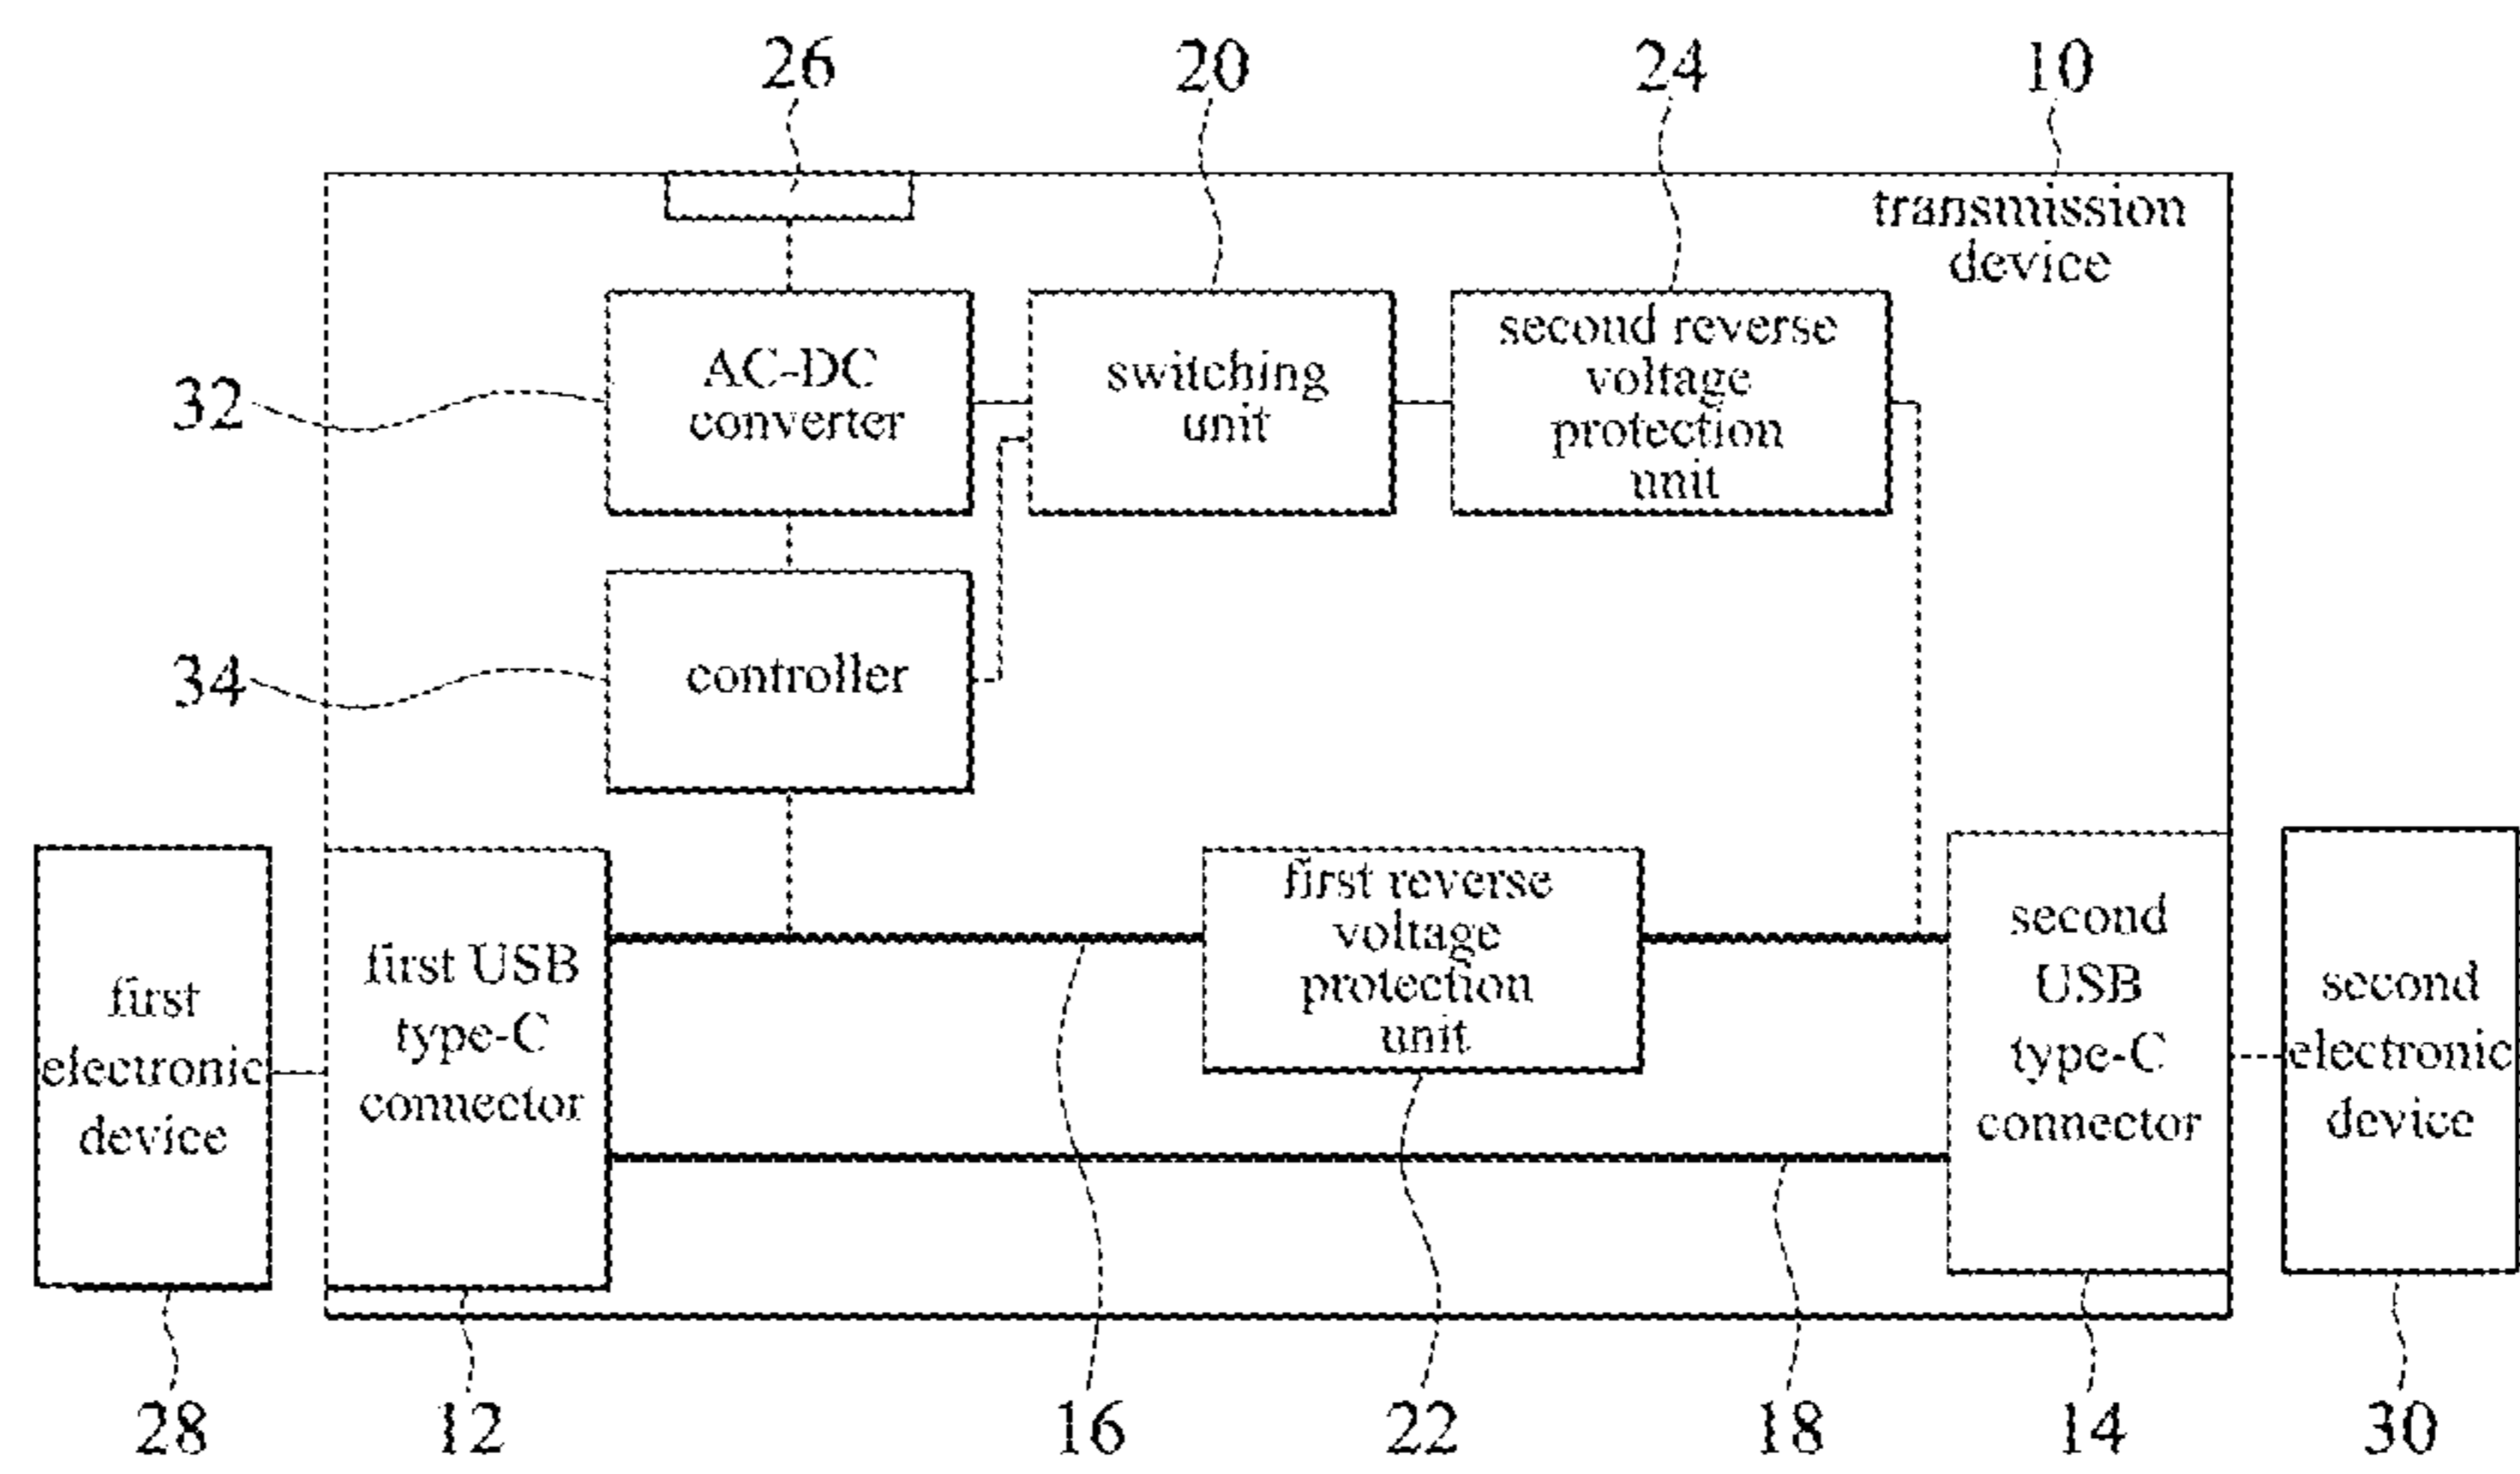 26
20
24
10
transmission
device
32
AC-DC
converter
switching
unit
second reverse
voltage
protection
unit
34
controller
first
electronic
device
first USB
type-C
connector
first reverse
voltage
protection
unit
second
USB
type-C
connector
second
electronic
device
28
12
16
22
18
14
30